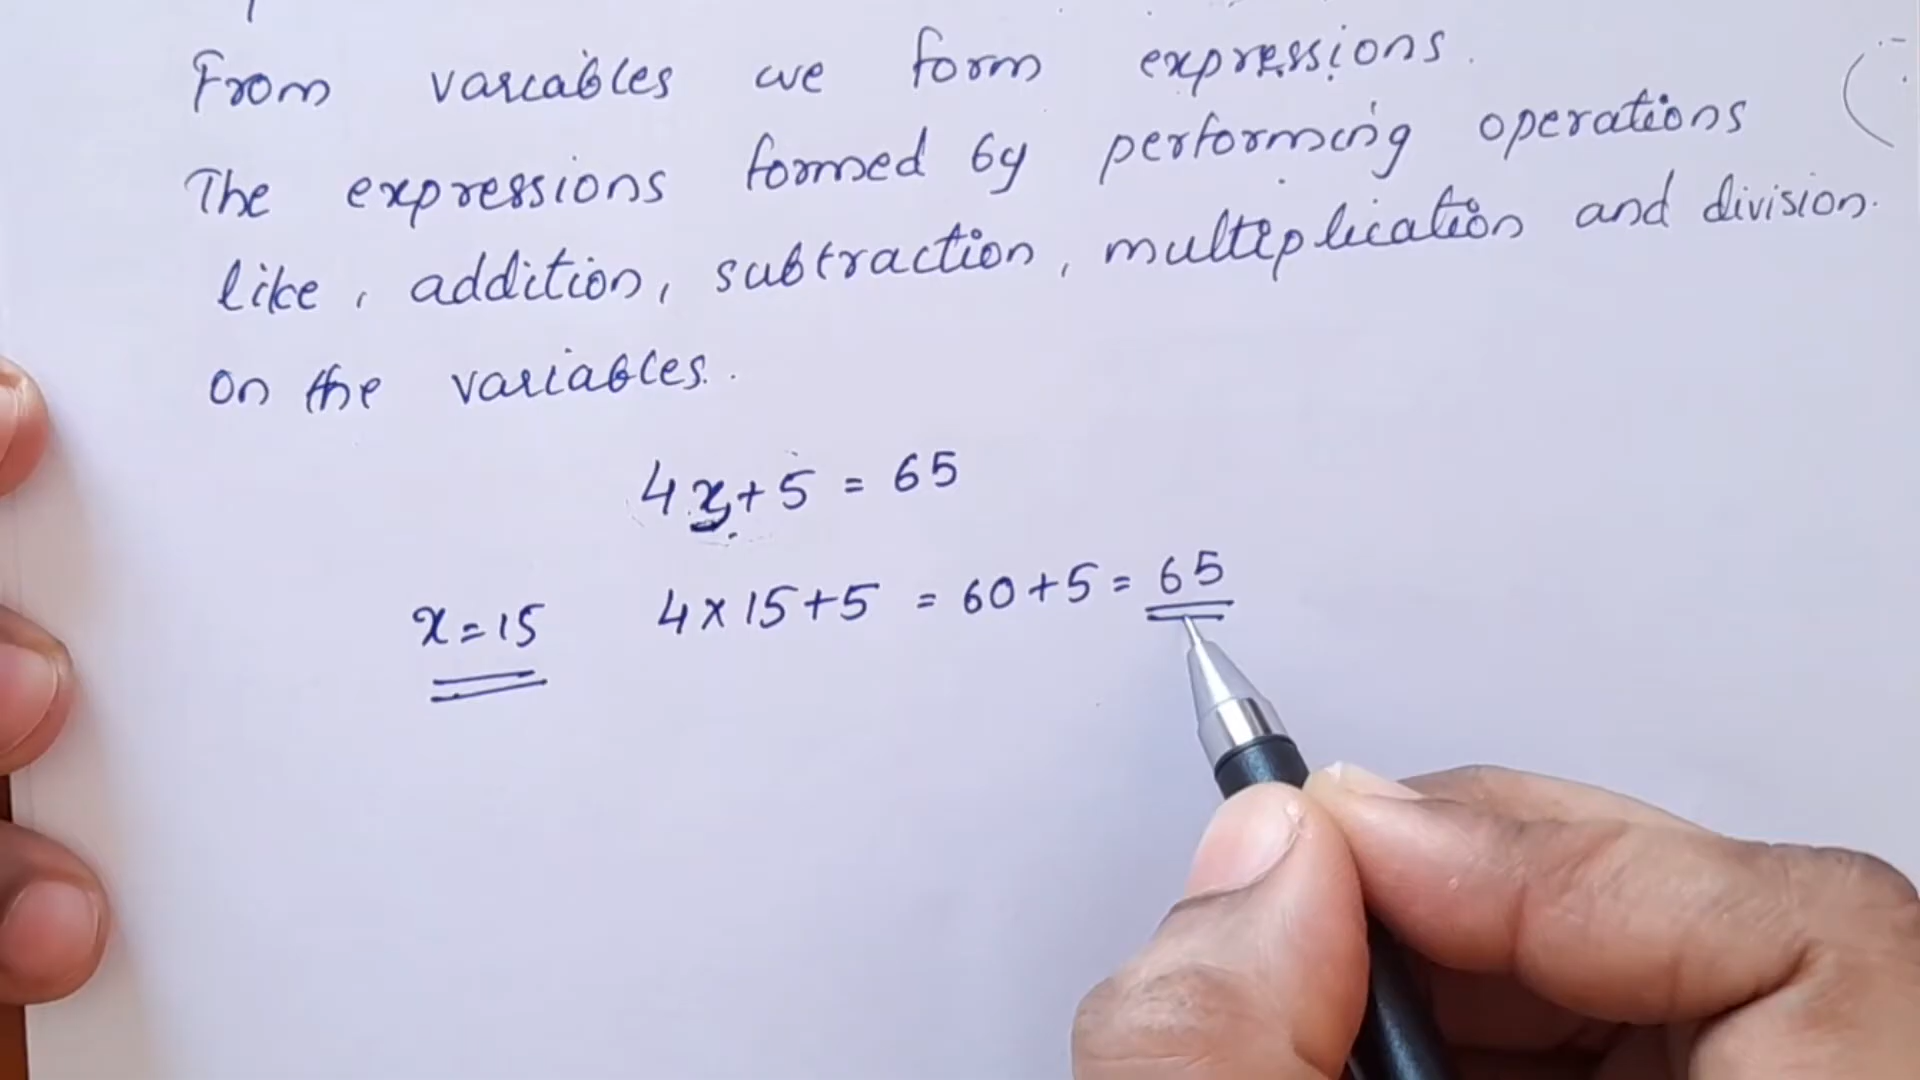 From variables we form expressions.
The expressions formed by performing operations
like, addition, subtraction, multiplication and division.
on the variables.
4x+5 = 65
x=15 4×15+5 = 60+5= 65